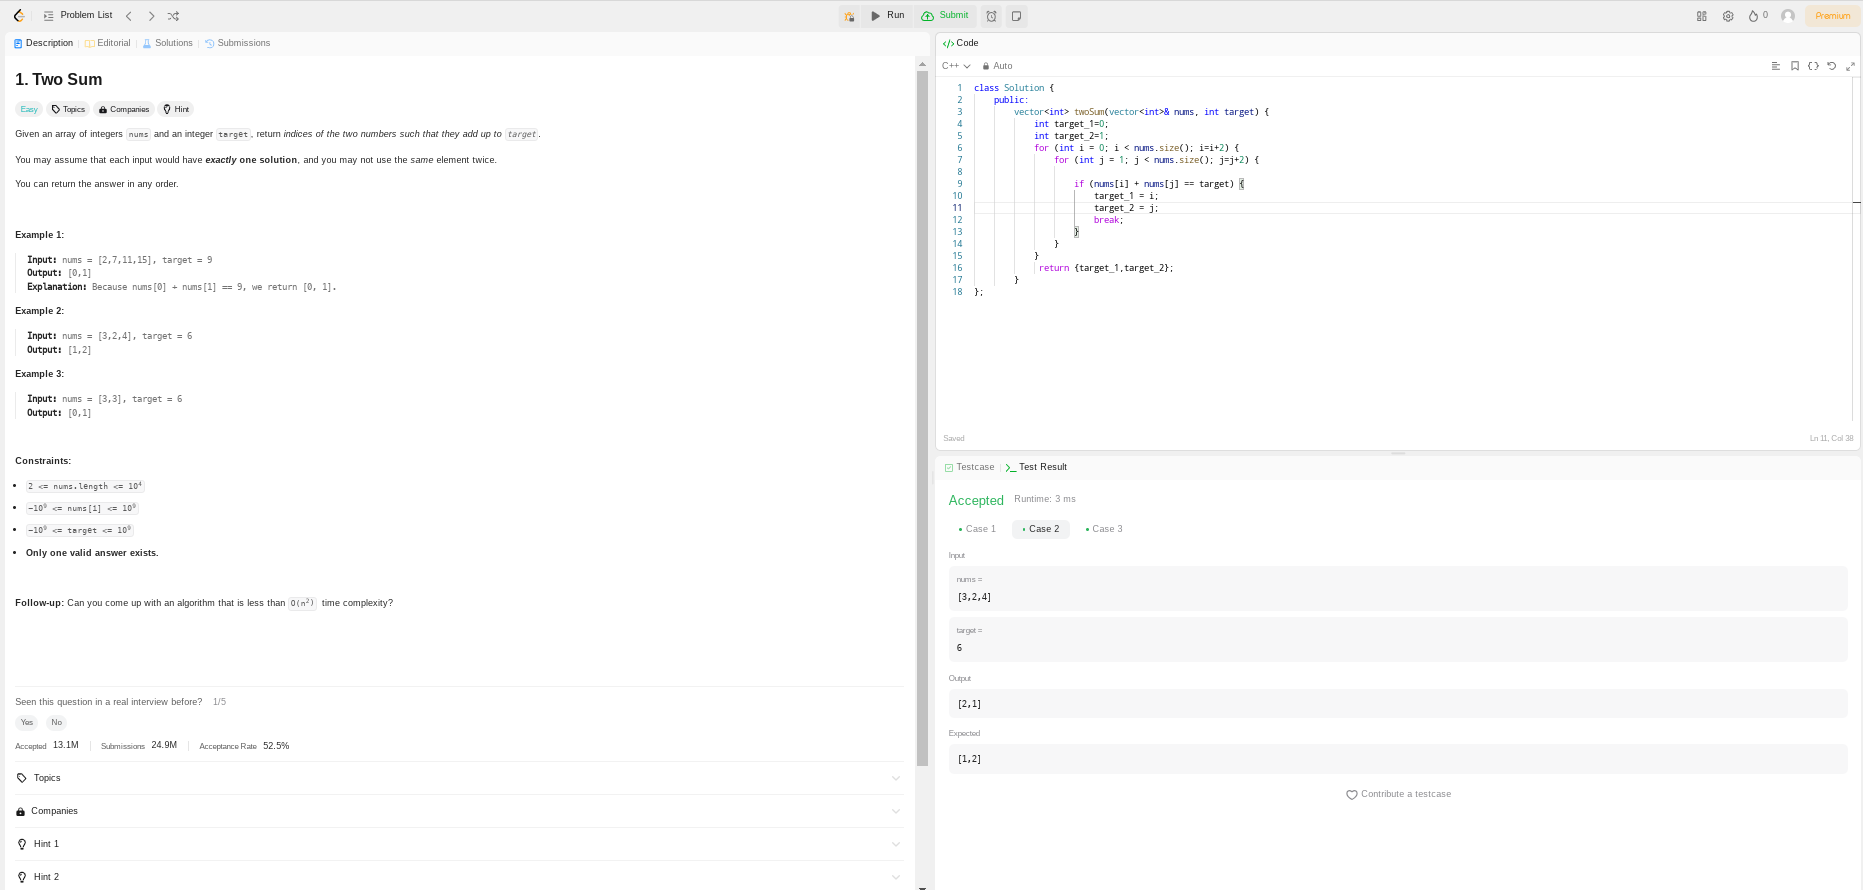 Problem List
Run
Submit
0
Premium
Description
Editorial
Solutions
Submissions
1. Two Sum
Easy
Topics
Companies
Hint
Given an array of integers nums and an integer target, return indices of the two numbers such that they add up to target.
You may assume that each input would have exactly one solution, and you may not use the same element twice.
You can return the answer in any order.
Example 1:
Input: nums = [2,7,11,15], target = 9
Output: [0,1]
Explanation: Because nums[0] + nums[1] == 9, we return [0, 1].
Example 2:
Input: nums = [3,2,4], target = 6
Output: [1,2]
Example 3:
Input: nums = [3,3], target = 6
Output: [0,1]
Constraints:
• 2 <= nums.length <= 10⁴
• -10⁹ <= nums[i] <= 10⁹
• -10⁹ <= target <= 10⁹
• Only one valid answer exists.
Follow-up: Can you come up with an algorithm that is less than O(n²) time complexity?
Seen this question in a real interview before? 1/5
Yes No
Accepted 13.1M Submissions 24.9M Acceptance Rate 52.5%
Topics
Companies
Hint 1
Hint 2
</> Code
C++ Auto
1 class Solution {
2 public:
3 vector<int> twoSum(vector<int>& nums, int target) {
4 int target_1=0;
5 int target_2=1;
6 for (int i = 0; i < nums.size(); i=i+2) {
7 for (int j = 1; j < nums.size(); j=j+2) {
8
9 if (nums[i] + nums[j] == target) {
10 target_1 = i;
11 target_2 = j;
12 break;
13 }
14 }
15 }
16 return {target_1,target_2};
17 }
18 };
Saved
Ln 11, Col 38
Testcase
>_ Test Result
Accepted Runtime: 3 ms
• Case 1 • Case 2 • Case 3
Input
nums =
[3,2,4]
target =
6
Output
[2,1]
Expected
[1,2]
Contribute a testcase